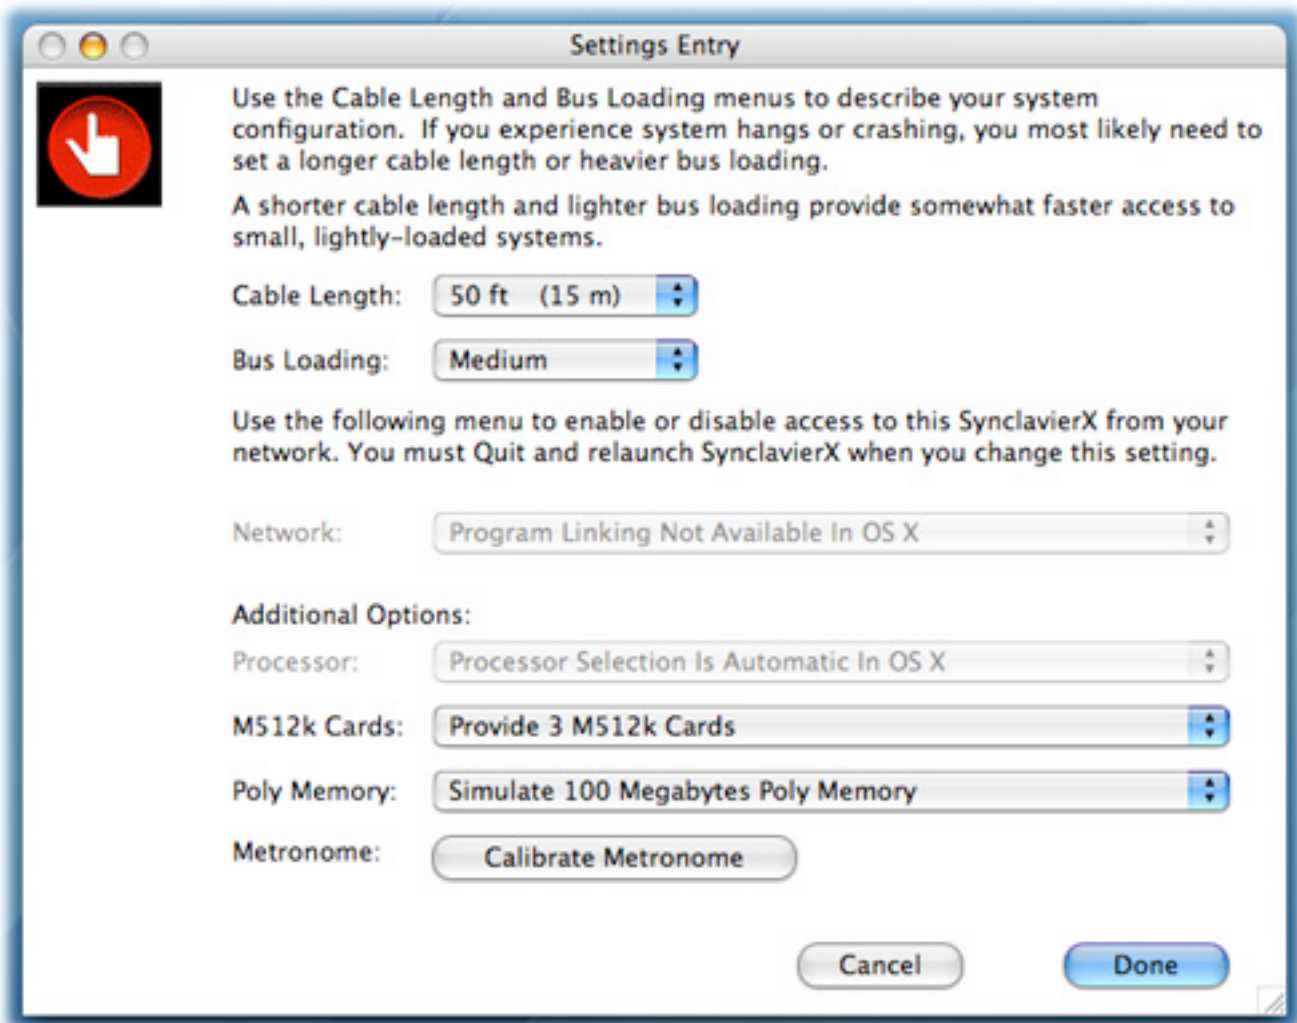 Settings Entry
Use the Cable Length and Bus Loading menus to describe your system
configuration.  If you experience system hangs or crashing, you most likely need to
set a longer cable length or heavier bus loading.
A shorter cable length and lighter bus loading provide somewhat faster access to
small, lightly-loaded systems.
Cable Length: 50 ft   (15 m)
Bus Loading: Medium
Use the following menu to enable or disable access to this SynclavierX from your
network. You must Quit and relaunch SynclavierX when you change this setting.
Network: Program Linking Not Available In OS X
Additional Options:
Processor: Processor Selection Is Automatic In OS X
M512k Cards: Provide 3 M512k Cards
Poly Memory: Simulate 100 Megabytes Poly Memory
Metronome: Calibrate Metronome
Cancel Done